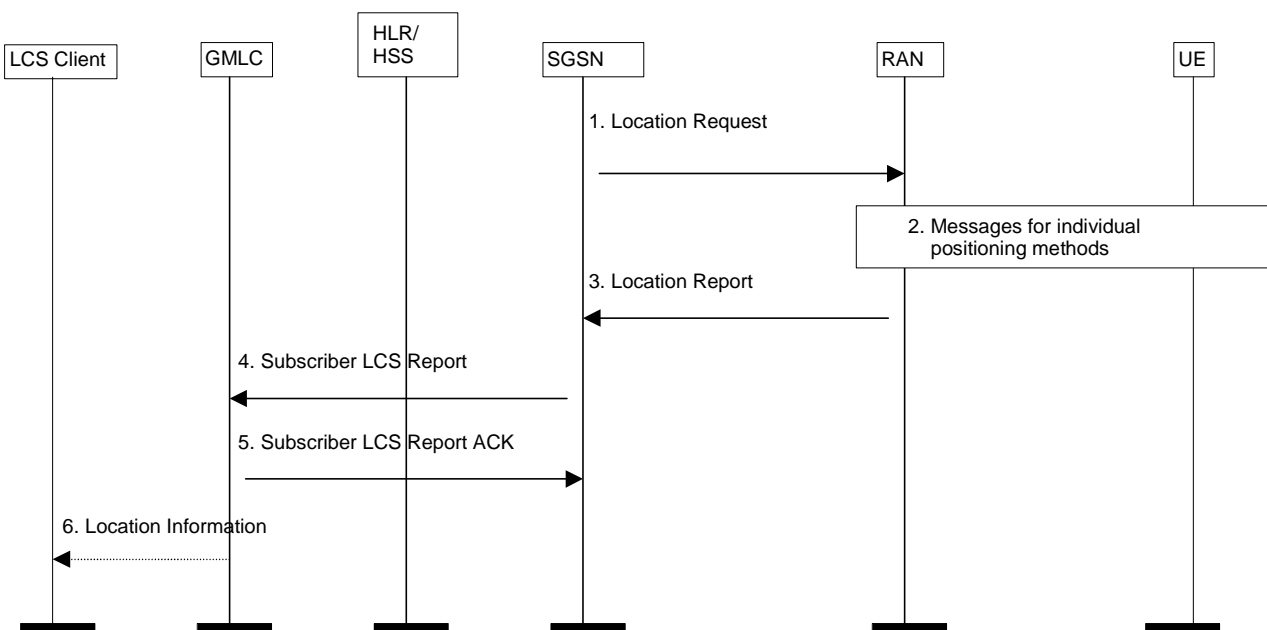 HLR/
HSS
LCS Client
GMLC
SGSN
RAN
UE
1. Location Request
2. Messages for individual
positioning methods
3. Location Report
4. Subscriber LCS Report
5. Subscriber LCS Report ACK
6. Location Information